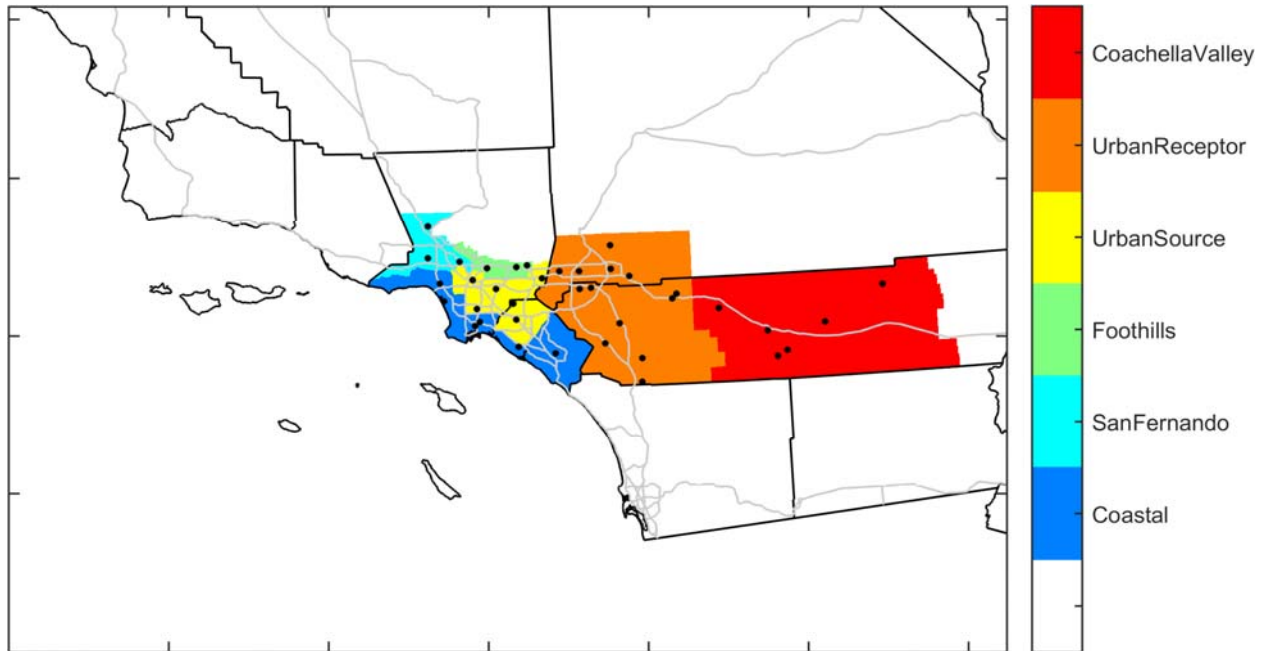 CoachellaValley
UrbanReceptor
UrbanSource
Foothills
SanFernando
Coastal